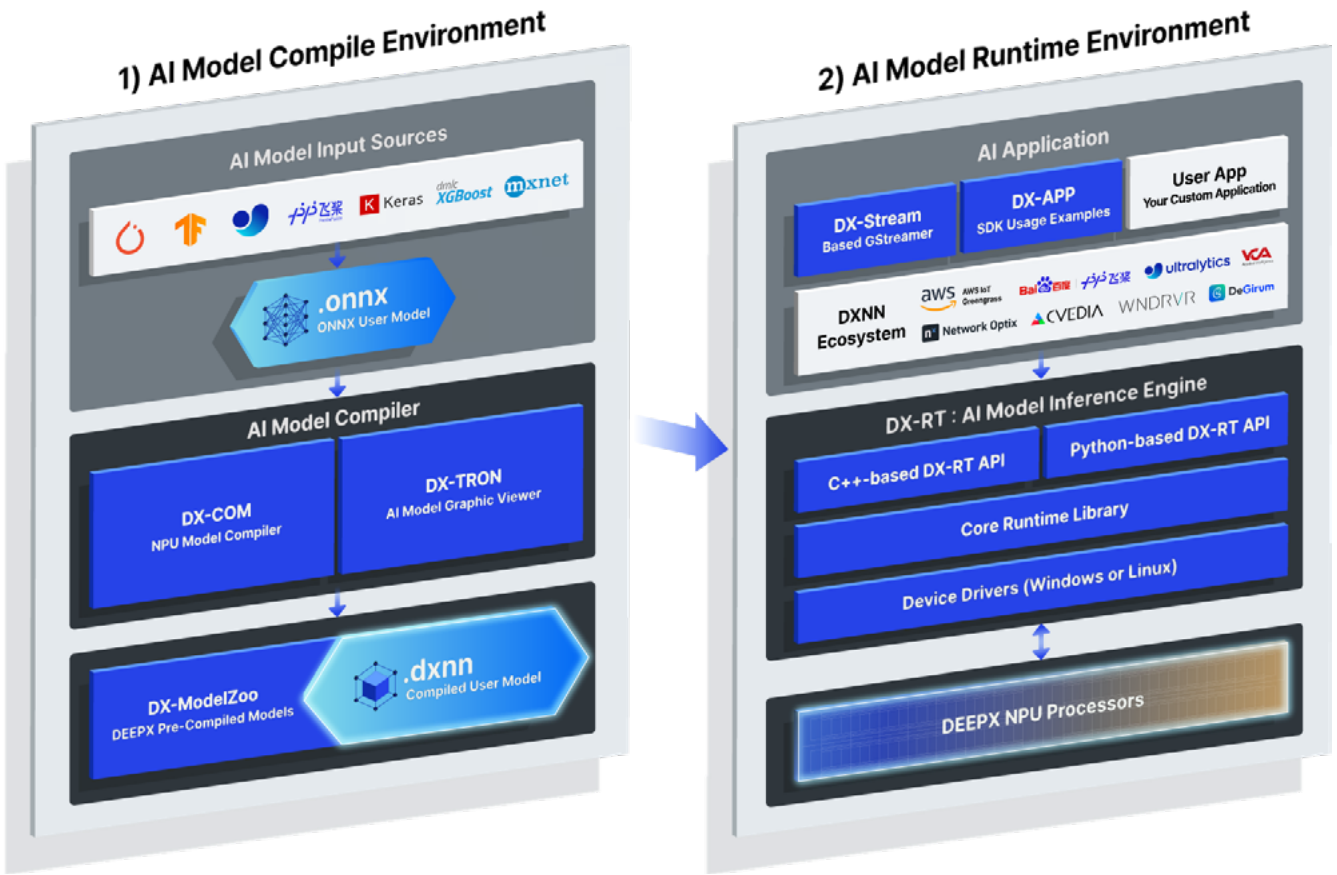 1) AI Model Compile Environment
AI Model Input Sources
飞桨
K Keras
dmlc
XGBoost
mxnet
.onnx
ONNX User Model
AI Model Compiler
DX-COM
NPU Model Compiler
DX-TRON
AI Model Graphic Viewer
DX-ModelZoo
DEEPX Pre-Compiled Models
.dxnn
Compiled User Model
2) AI Model Runtime Environment
AI Application
DX-Stream
Based GStreamer
DX-APP
SDK Usage Examples
User App
Your Custom Application
DXNN
Ecosystem
aws
AWS IoT
Greengrass
Bai 百度
飞桨
ultralytics
VCA
Network Optix
CVEDIA
WNDRVR
DeGirum
DX-RT : AI Model Inference Engine
C++-based DX-RT API
Python-based DX-RT API
Core Runtime Library
Device Drivers (Windows or Linux)
DEEPX NPU Processors